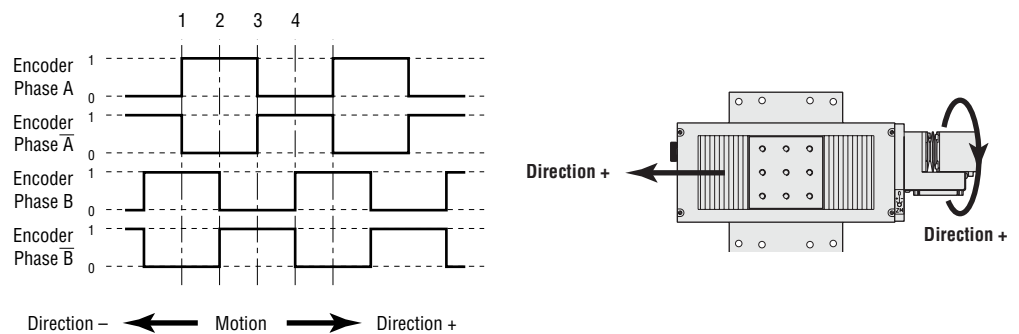 1 2 3 4
Encoder
Phase A
1
0
Encoder
Phase A̅
1
0
Encoder
Phase B
1
0
Encoder
Phase B̅
1
0
Direction – Motion Direction +
Direction +
Direction +